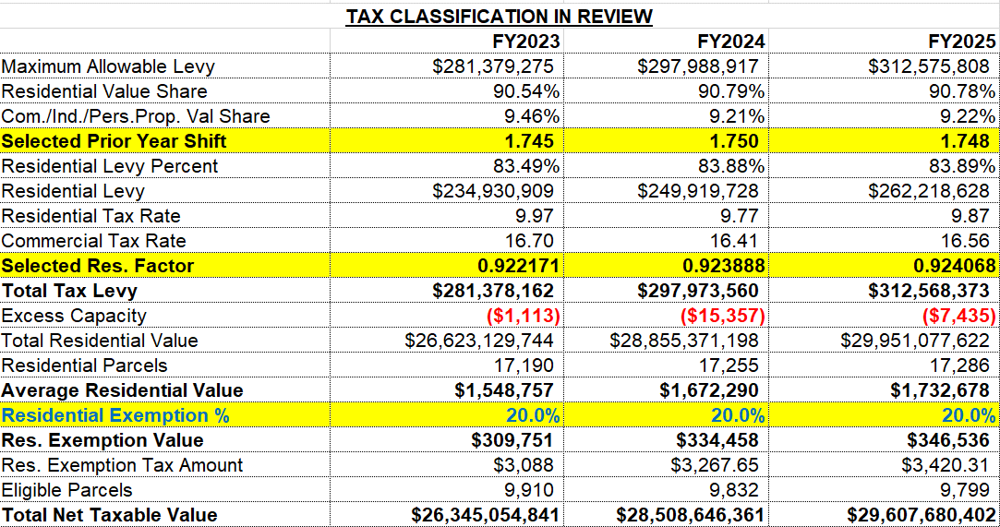 TAX CLASSIFICATION IN REVIEW
FY2023 FY2024 FY2025
Maximum Allowable Levy $281,379,275 $297,988,917 $312,575,808
Residential Value Share 90.54% 90.79% 90.78%
Com./Ind./Pers.Prop. Val Share 9.46% 9.21% 9.22%
Selected Prior Year Shift 1.745 1.750 1.748
Residential Levy Percent 83.49% 83.88% 83.89%
Residential Levy $234,930,909 $249,919,728 $262,218,628
Residential Tax Rate 9.97 9.77 9.87
Commercial Tax Rate 16.70 16.41 16.56
Selected Res. Factor 0.922171 0.923888 0.924068
Total Tax Levy $281,378,162 $297,973,560 $312,568,373
Excess Capacity ($1,113) ($15,357) ($7,435)
Total Residential Value $26,623,129,744 $28,855,371,198 $29,951,077,622
Residential Parcels 17,190 17,255 17,286
Average Residential Value $1,548,757 $1,672,290 $1,732,678
Residential Exemption % 20.0% 20.0% 20.0%
Res. Exemption Value $309,751 $334,458 $346,536
Res. Exemption Tax Amount $3,088 $3,267.65 $3,420.31
Eligible Parcels 9,910 9,832 9,799
Total Net Taxable Value $26,345,054,841 $28,508,646,361 $29,607,680,402